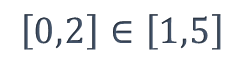 [0,2] ∈ [1,5]